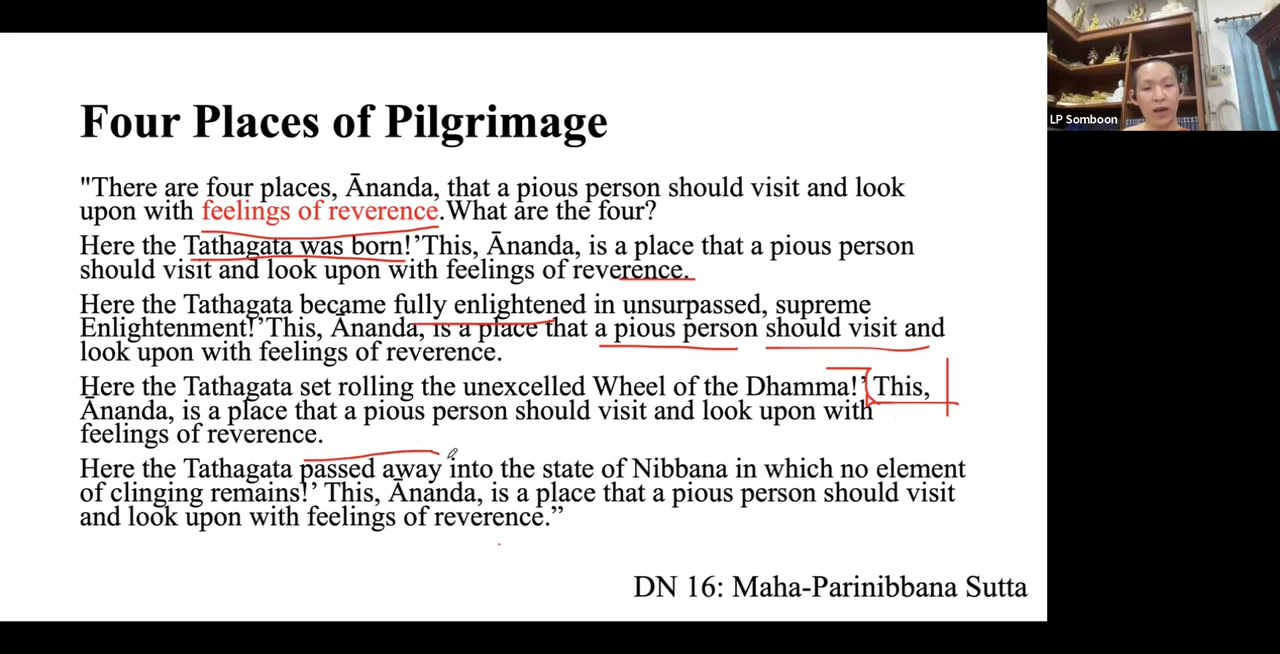 Four Places of Pilgrimage
"There are four places, Ānanda, that a pious person should visit and look
upon with feelings of reverence.What are the four?
Here the Tathagata was born!’This, Ānanda, is a place that a pious person
should visit and look upon with feelings of reverence.
Here the Tathagata became fully enlightened in unsurpassed, supreme
Enlightenment!’This, Ānanda, is a place that a pious person should visit and
look upon with feelings of reverence.
Here the Tathagata set rolling the unexcelled Wheel of the Dhamma!’ This,
Ānanda, is a place that a pious person should visit and look upon with
feelings of reverence.
Here the Tathagata passed away into the state of Nibbana in which no element
of clinging remains!’ This, Ānanda, is a place that a pious person should visit
and look upon with feelings of reverence.”
DN 16: Maha-Parinibbana Sutta
LP Somboon